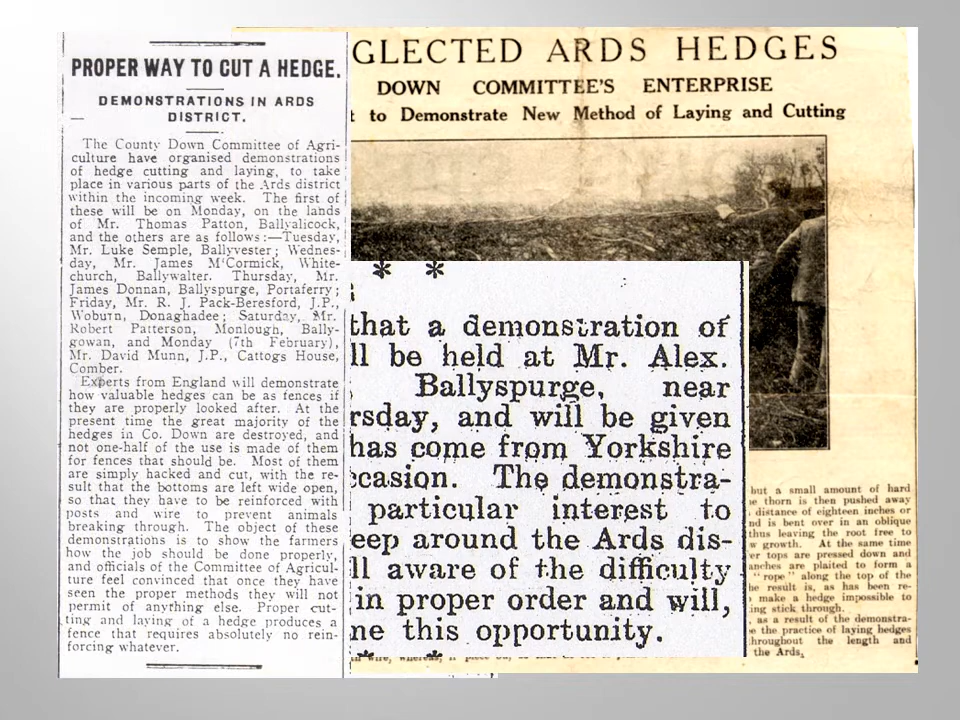 PROPER WAY TO CUT A HEDGE.
DEMONSTRATIONS IN ARDS
DISTRICT.
The County Down Committee of Agri-
culture have organised demonstrations
of hedge cutting and laying, to take
place in various parts of the Ards district
within the incoming week. The first of
these will be on Monday, on the lands
of Mr. Thomas Patton, Ballyalicock,
and the others are as follows:—Tuesday,
Mr. Luke Semple, Ballyvester; Wednes-
day, Mr. James M'Cormick, White-
church, Ballywalter. Thursday, Mr.
James Donnan, Ballyspurge, Portaferry;
Friday, Mr. R. J. Pack-Beresford, J.P.,
Woburn, Donaghadee; Saturday, Mr.
Robert Patterson, Monlough, Bally-
gowan, and Monday (7th February),
Mr. David Munn, J.P., Cattogs House,
Comber.
Experts from England will demonstrate
how valuable hedges can be as fences if
they are properly looked after. At the
present time the great majority of the
hedges in Co. Down are destroyed, and
not one-half of the use is made of them
for fences that should be. Most of them
are simply hacked and cut, with the re-
sult that the bottoms are left wide open,
so that they have to be reinforced with
posts and wire to prevent animals
breaking through. The object of these
demonstrations is to show the farmers
how the job should be done properly,
and officials of the Committee of Agricul-
ture feel convinced that once they have
seen the proper methods they will not
permit of anything else. Proper cut-
ting and laying of a hedge produces a
fence that requires absolutely no rein-
forcing whatever.
GLECTED ARDS HEDGES
DOWN COMMITTEE'S ENTERPRISE
t to Demonstrate New Method of Laying and Cutting
* *
that a demonstration of
ll be held at Mr. Alex.
Ballyspurge, near
rsday, and will be given
has come from Yorkshire
ccasion. The demonstra-
particular interest to
eep around the Ards dis-
ll aware of the difficulty
in proper order and will,
ne this opportunity.
but a small amount of hard
e thorn is then pushed away
distance of eighteen inches or
nd is bent over in an oblique
thus leaving the root free to
w growth. At the same time
er tops are pressed down and
anches are plaited to form a
"rope" along the top of the
he result is, as has been re-
make a hedge impossible to
ing stick through.
as a result of the demonstra-
e the practice of laying hedges
hroughout the length and
the Ards.